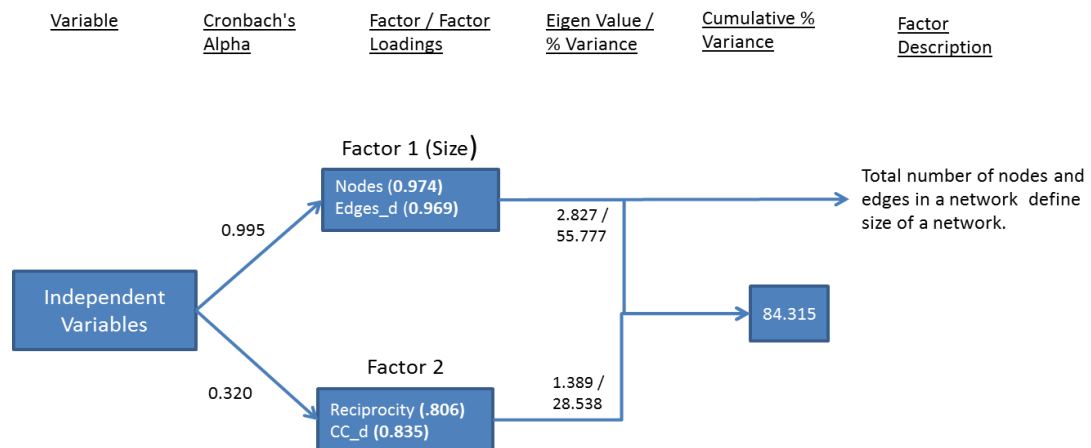 Variable
Cronbach's
Alpha
Factor / Factor
Loadings
Eigen Value /
% Variance
Cumulative %
Variance
Factor
Description
Factor 1 (Size)
Nodes (0.974)
Edges_d (0.969)
Total number of nodes and
edges in a network define
size of a network.
0.995
2.827 /
55.777
Independent
Variables
84.315
0.320
Factor 2
1.389 /
28.538
Reciprocity (.806)
CC_d (0.835)